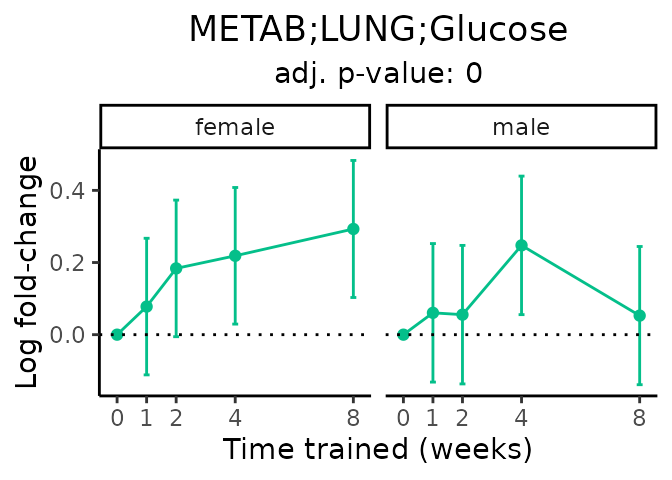 METAB;LUNG;Glucose
adj. p-value: 0
female
male
Log fold-change
0.4
0.2
0.0
0 1 2 4 8
0 1 2 4 8
Time trained (weeks)